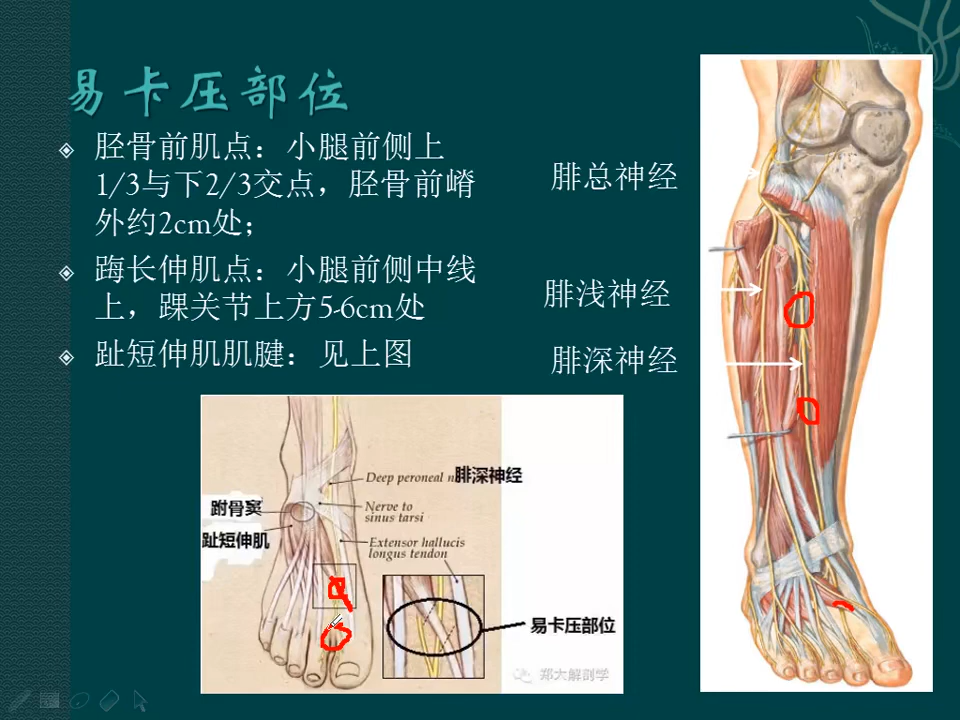 易卡压部位
胫骨前肌点：小腿前侧上
1/3与下2/3交点，胫骨前嵴
外约2cm处；
踇长伸肌点：小腿前侧中线
上，踝关节上方5-6cm处
趾短伸肌肌腱：见上图
腓总神经
腓浅神经
腓深神经
Deep peroneal n腓深神经
跗骨窦
Nerve to
sinus tarsi
趾短伸肌
Extensor hallucis
longus tendon
易卡压部位
郑大解剖学